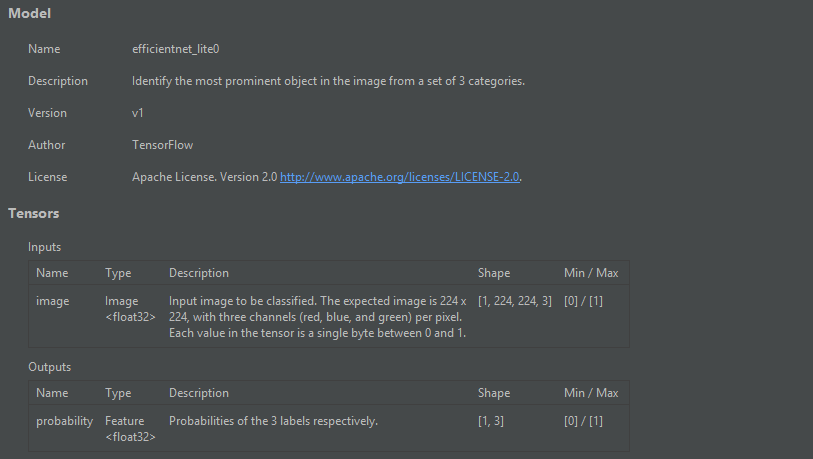 Model
Name efficientnet_lite0
Description Identify the most prominent object in the image from a set of 3 categories.
Version v1
Author TensorFlow
License Apache License. Version 2.0 http://www.apache.org/licenses/LICENSE-2.0.
Tensors
Inputs
Name Type Description Shape Min / Max
image Image Input image to be classified. The expected image is 224 x [1, 224, 224, 3] [0] / [1]
<float32> 224, with three channels (red, blue, and green) per pixel.
Each value in the tensor is a single byte between 0 and 1.
Outputs
Name Type Description Shape Min / Max
probability Feature Probabilities of the 3 labels respectively. [1, 3] [0] / [1]
<float32>